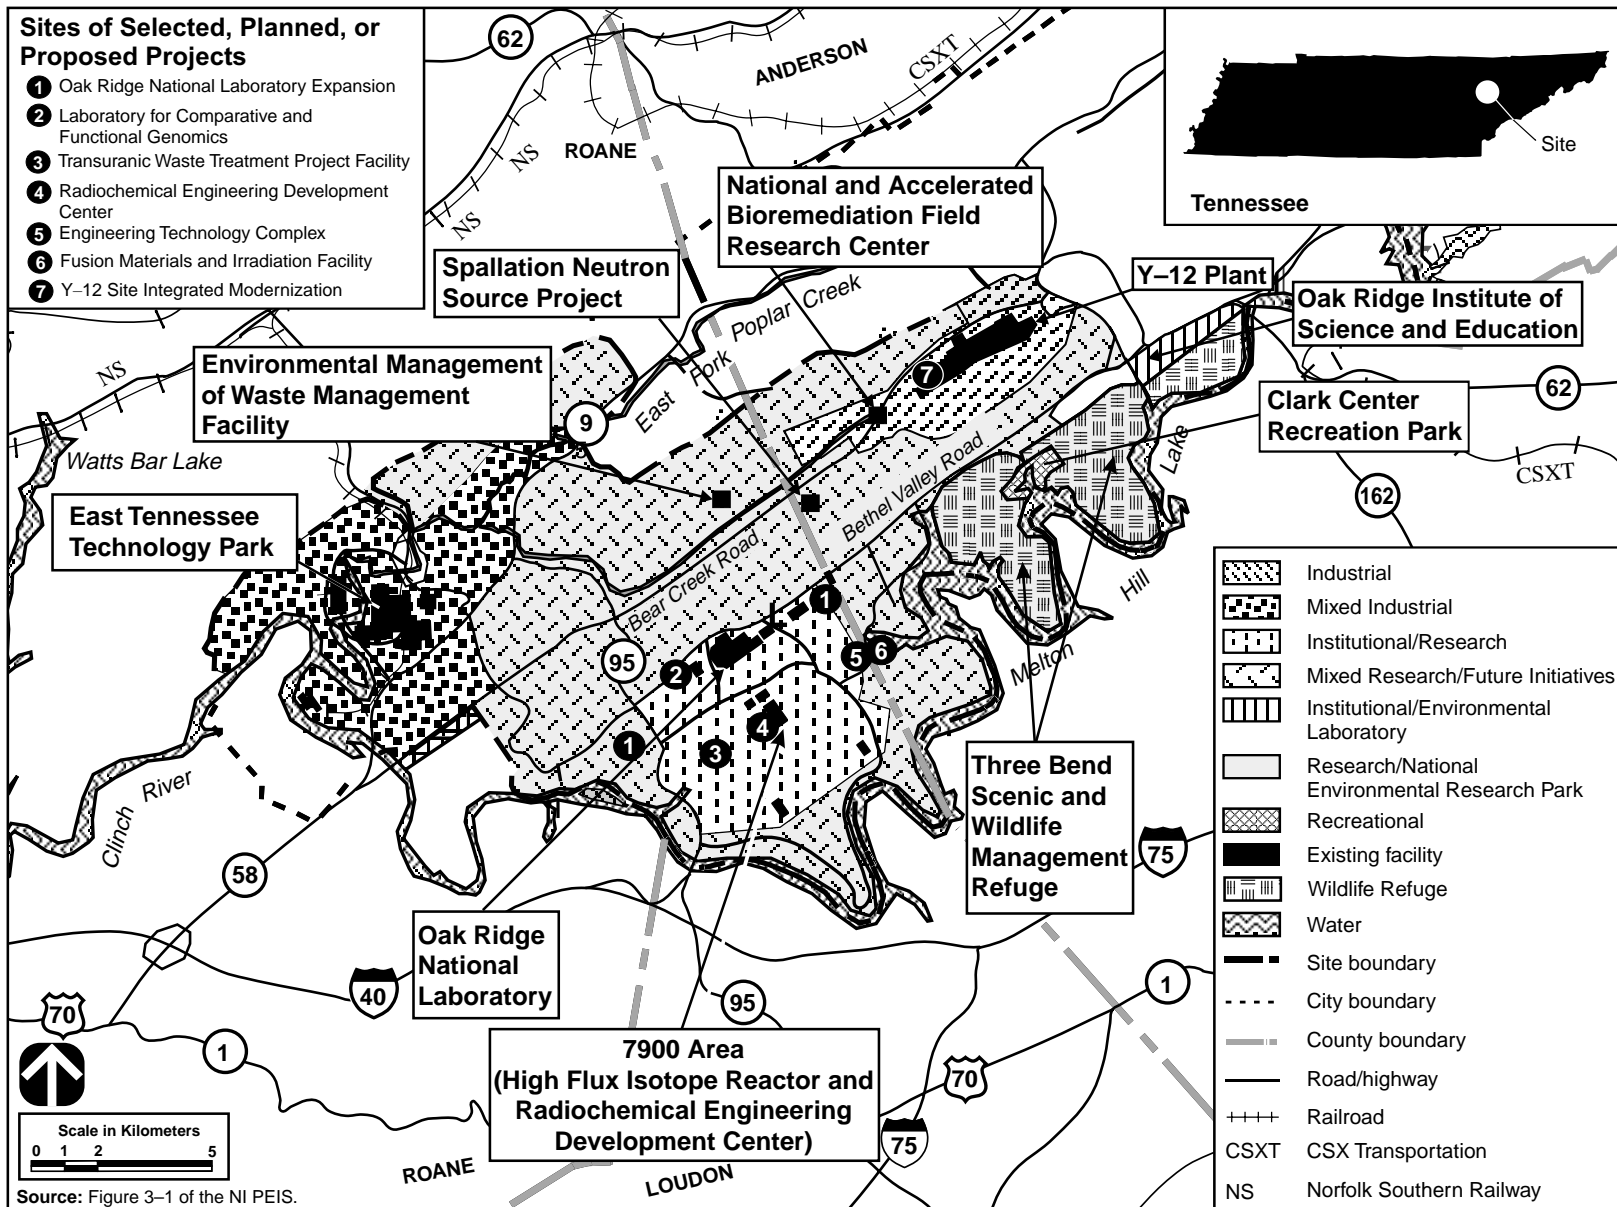 Sites of Selected, Planned, or
Proposed Projects
1 Oak Ridge National Laboratory Expansion
2 Laboratory for Comparative and
Functional Genomics
3 Transuranic Waste Treatment Project Facility
4 Radiochemical Engineering Development
Center
5 Engineering Technology Complex
6 Fusion Materials and Irradiation Facility
7 Y–12 Site Integrated Modernization
62
ANDERSON
CSXT
NS
ROANE
NS
Site
Tennessee
National and Accelerated
Bioremediation Field
Research Center
Spallation Neutron
Source Project
Y–12 Plant
Oak Ridge Institute of
Science and Education
East Fork Poplar Creek
Environmental Management
of Waste Management
Facility
NS
9
7
62
Clark Center
Recreation Park
CSXT
162
Watts Bar Lake
East Tennessee
Technology Park
Bethel Valley Road
Bear Creek Road
Melton Hill Lake
95
1
2
5
6
1
3
4
Clinch River
Three Bend
Scenic and
Wildlife
Management
Refuge
75
58
Oak Ridge
National
Laboratory
40
95
1
70
1
7900 Area
(High Flux Isotope Reactor and
Radiochemical Engineering
Development Center)
70
75
ROANE
LOUDON
Scale in Kilometers
0 1 2 5
Source: Figure 3–1 of the NI PEIS.
Industrial
Mixed Industrial
Institutional/Research
Mixed Research/Future Initiatives
Institutional/Environmental
Laboratory
Research/National
Environmental Research Park
Recreational
Existing facility
Wildlife Refuge
Water
Site boundary
City boundary
County boundary
Road/highway
Railroad
CSXT CSX Transportation
NS Norfolk Southern Railway